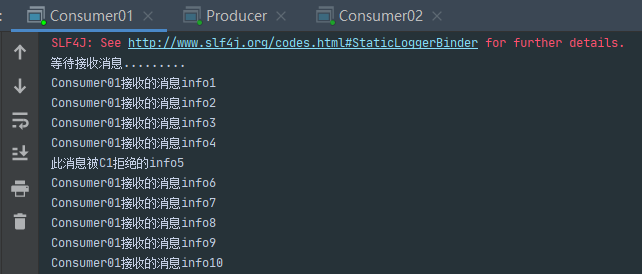 Consumer01 Producer Consumer02
SLF4J: See http://www.slf4j.org/codes.html#StaticLoggerBinder for further details.
等待接收消息.........
Consumer01接收的消息info1
Consumer01接收的消息info2
Consumer01接收的消息info3
Consumer01接收的消息info4
此消息被C1拒绝的info5
Consumer01接收的消息info6
Consumer01接收的消息info7
Consumer01接收的消息info8
Consumer01接收的消息info9
Consumer01接收的消息info10